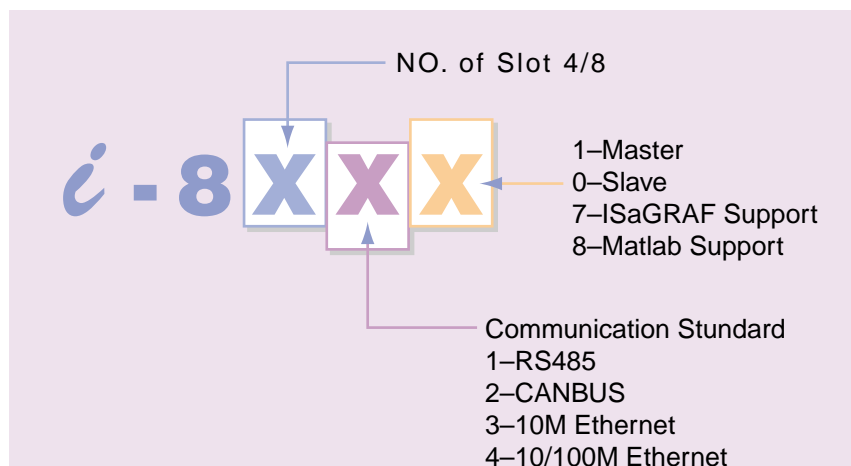 NO. of Slot 4/8
i-8XXX
1–Master
0–Slave
7–ISaGRAF Support
8–Matlab Support
Communication Stundard
1–RS485
2–CANBUS
3–10M Ethernet
4–10/100M Ethernet